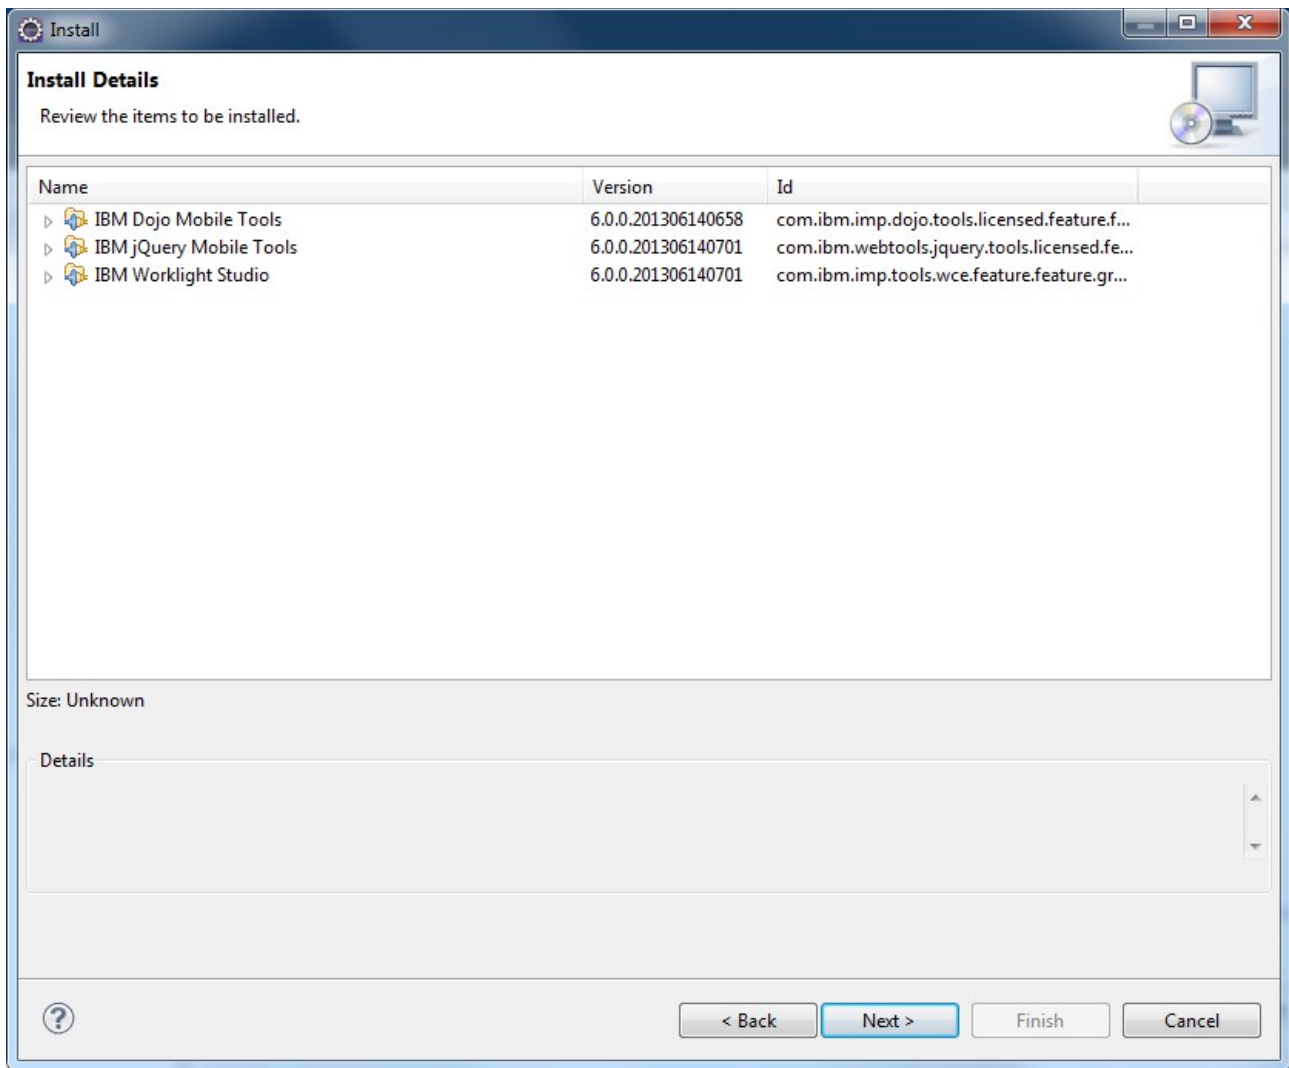 Install
Install Details
Review the items to be installed.
Name Version Id
IBM Dojo Mobile Tools 6.0.0.201306140658 com.ibm.imp.dojo.tools.licensed.feature.f...
IBM jQuery Mobile Tools 6.0.0.201306140701 com.ibm.webtools.jquery.tools.licensed.fe...
IBM Worklight Studio 6.0.0.201306140701 com.ibm.imp.tools.wce.feature.feature.gr...
Size: Unknown
Details
? < Back Next > Finish Cancel